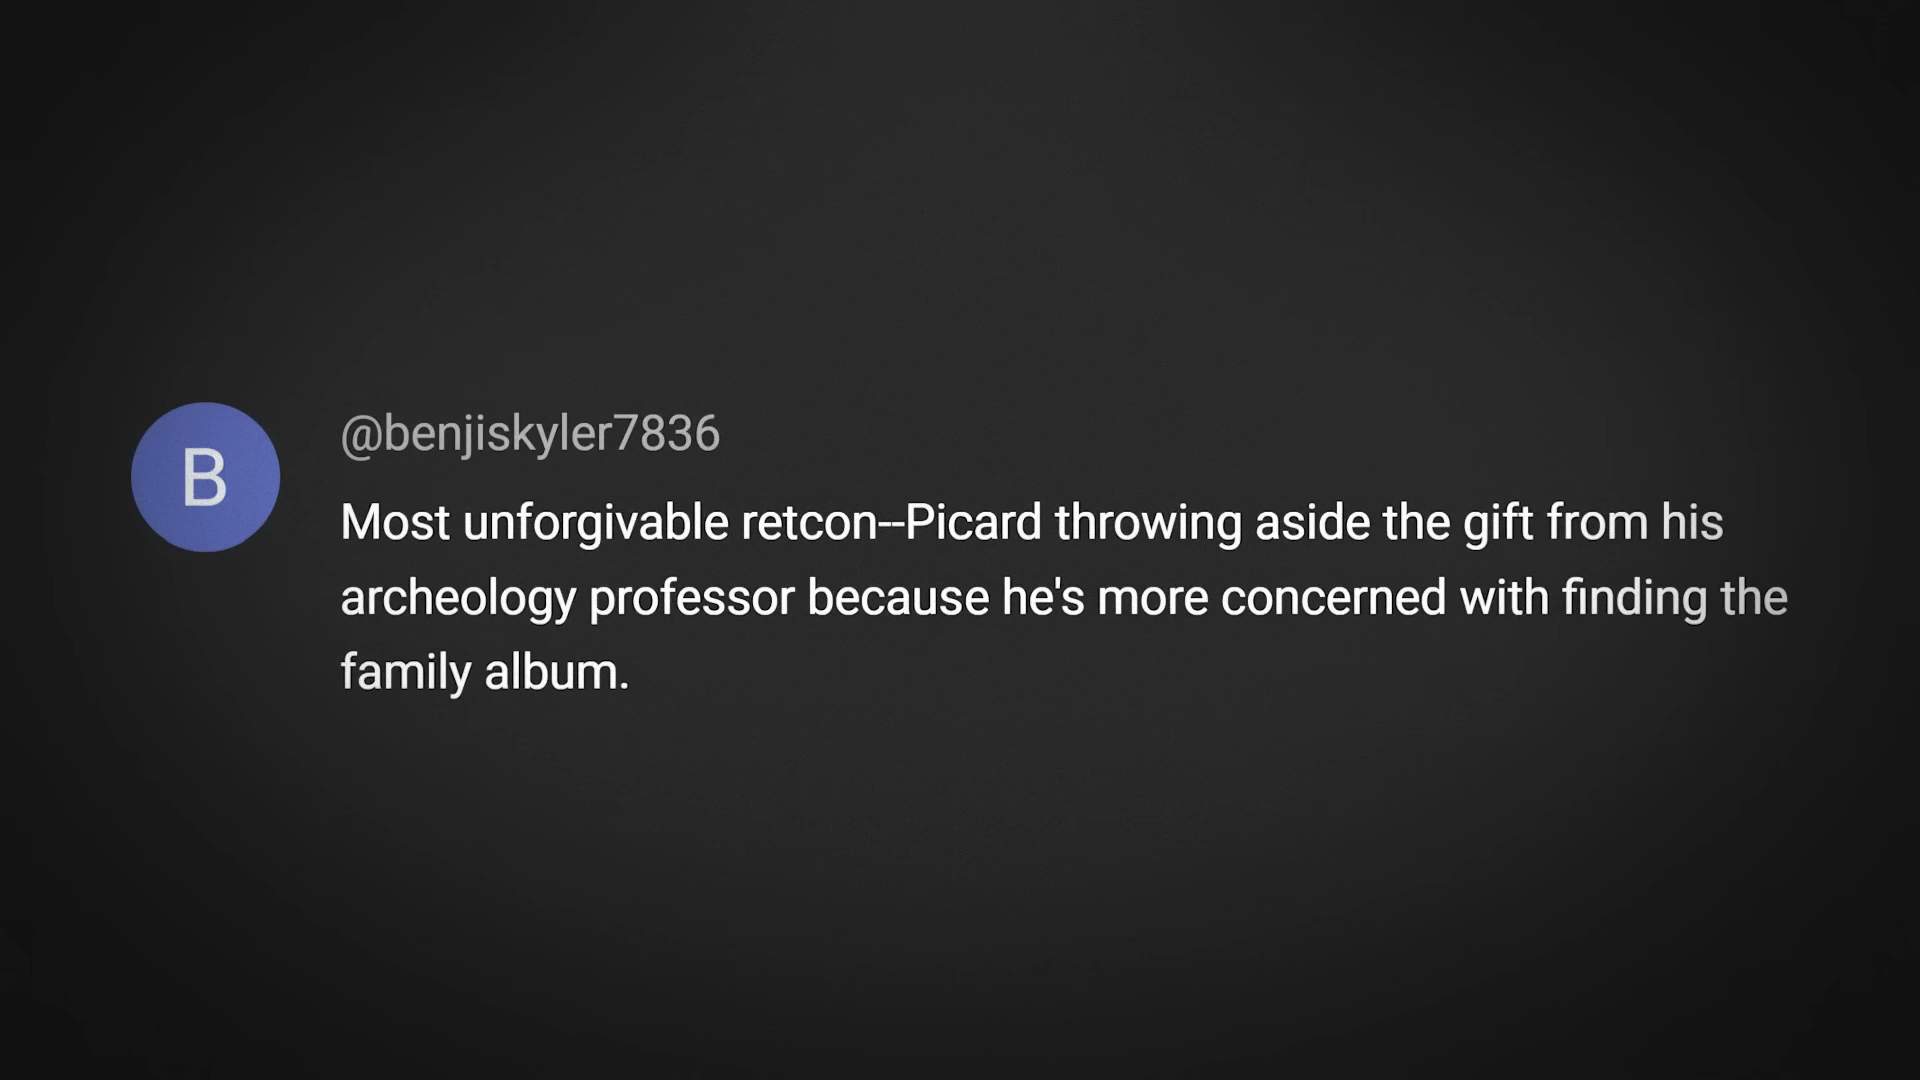 B
@benjiskyler7836
Most unforgivable retcon--Picard throwing aside the gift from his
archeology professor because he's more concerned with finding the
family album.